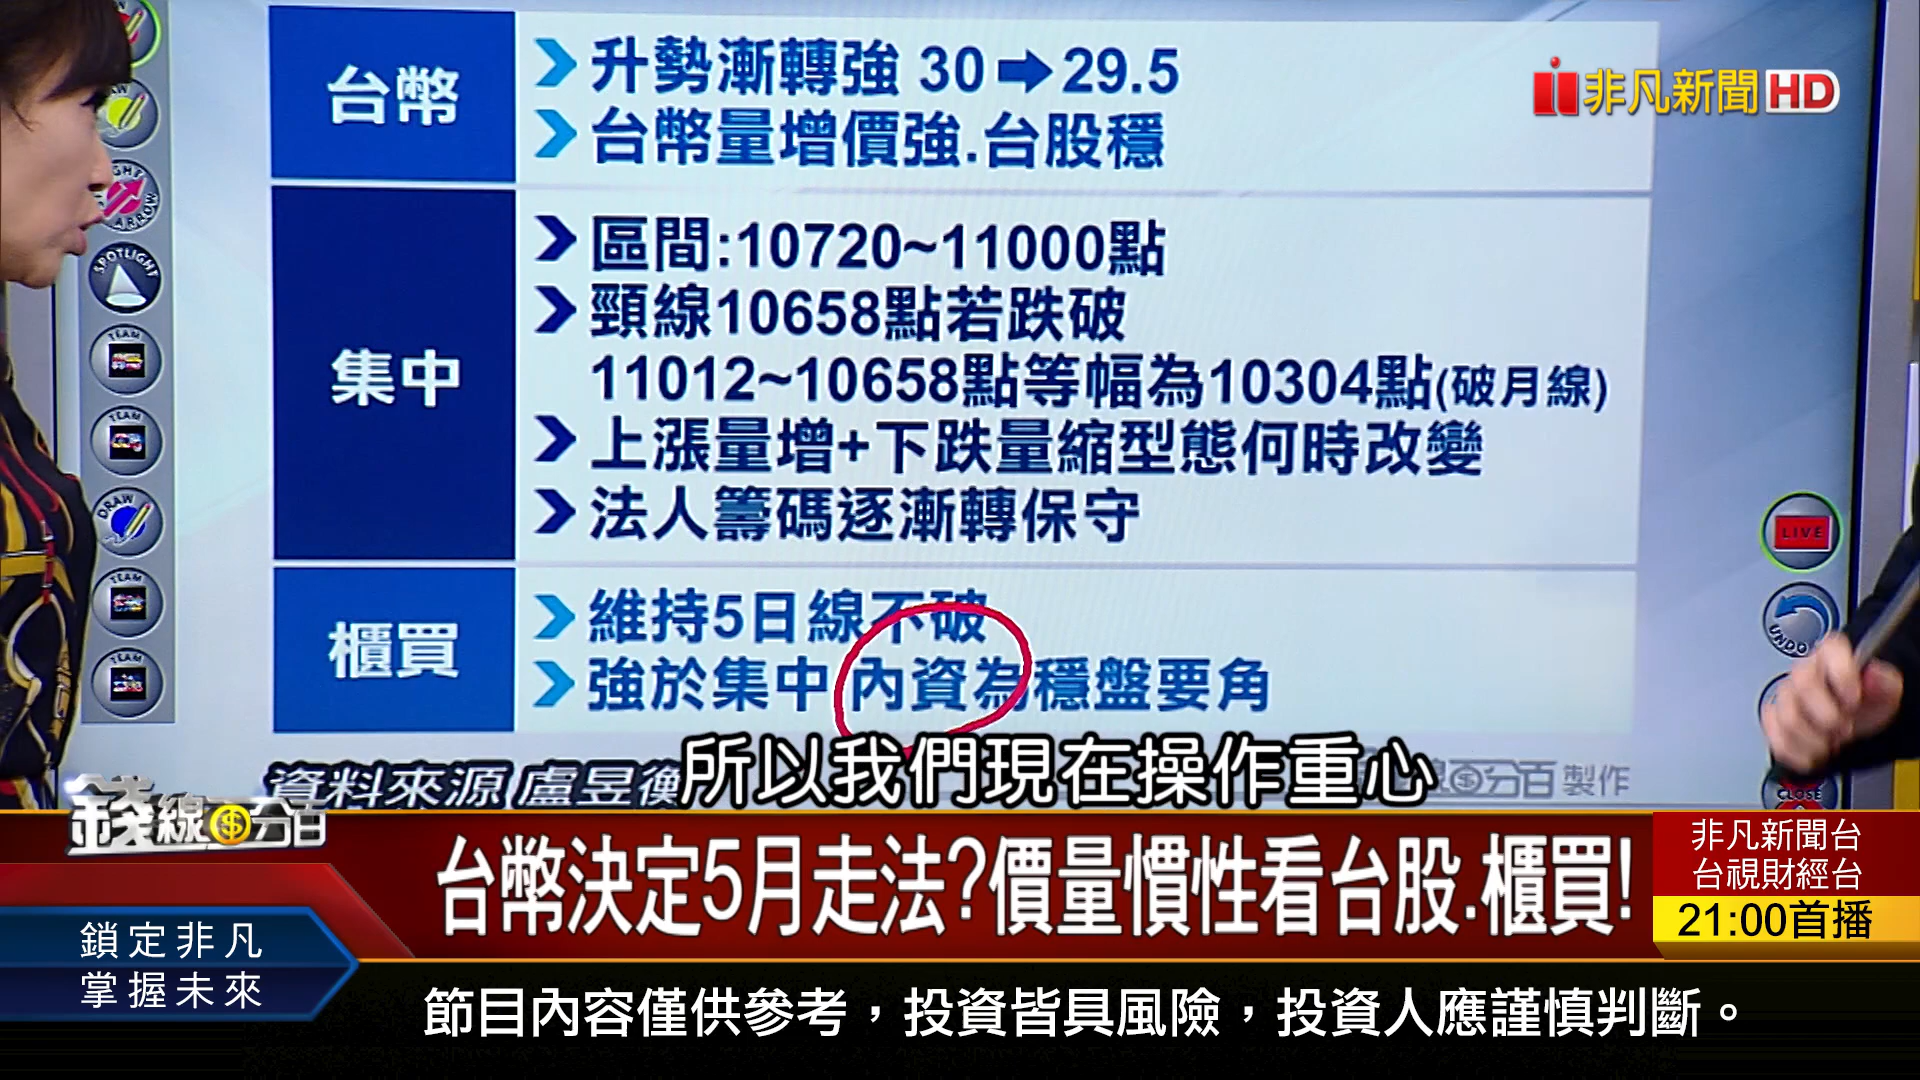 台幣
升勢漸轉強 30➡29.5
台幣量增價強.台股穩
非凡新聞HD
集中
區間:10720~11000點
頸線10658點若跌破
11012~10658點等幅為10304點(破月線)
上漲量增+下跌量縮型態何時改變
法人籌碼逐漸轉保守
櫃買
維持5日線不破
強於集中 內資為穩盤要角
SPOTLIGHT
TEAM
TEAM
DRAW
TEAM
TEAM
LIVE
UNDO
CLOSE
資料來源 盧昱衡
線百分百 製作
所以我們現在操作重心
錢線百分百
台幣決定5月走法?價量慣性看台股.櫃買!
非凡新聞台
台視財經台
21:00首播
鎖定非凡
掌握未來
節目內容僅供參考，投資皆具風險，投資人應謹慎判斷。